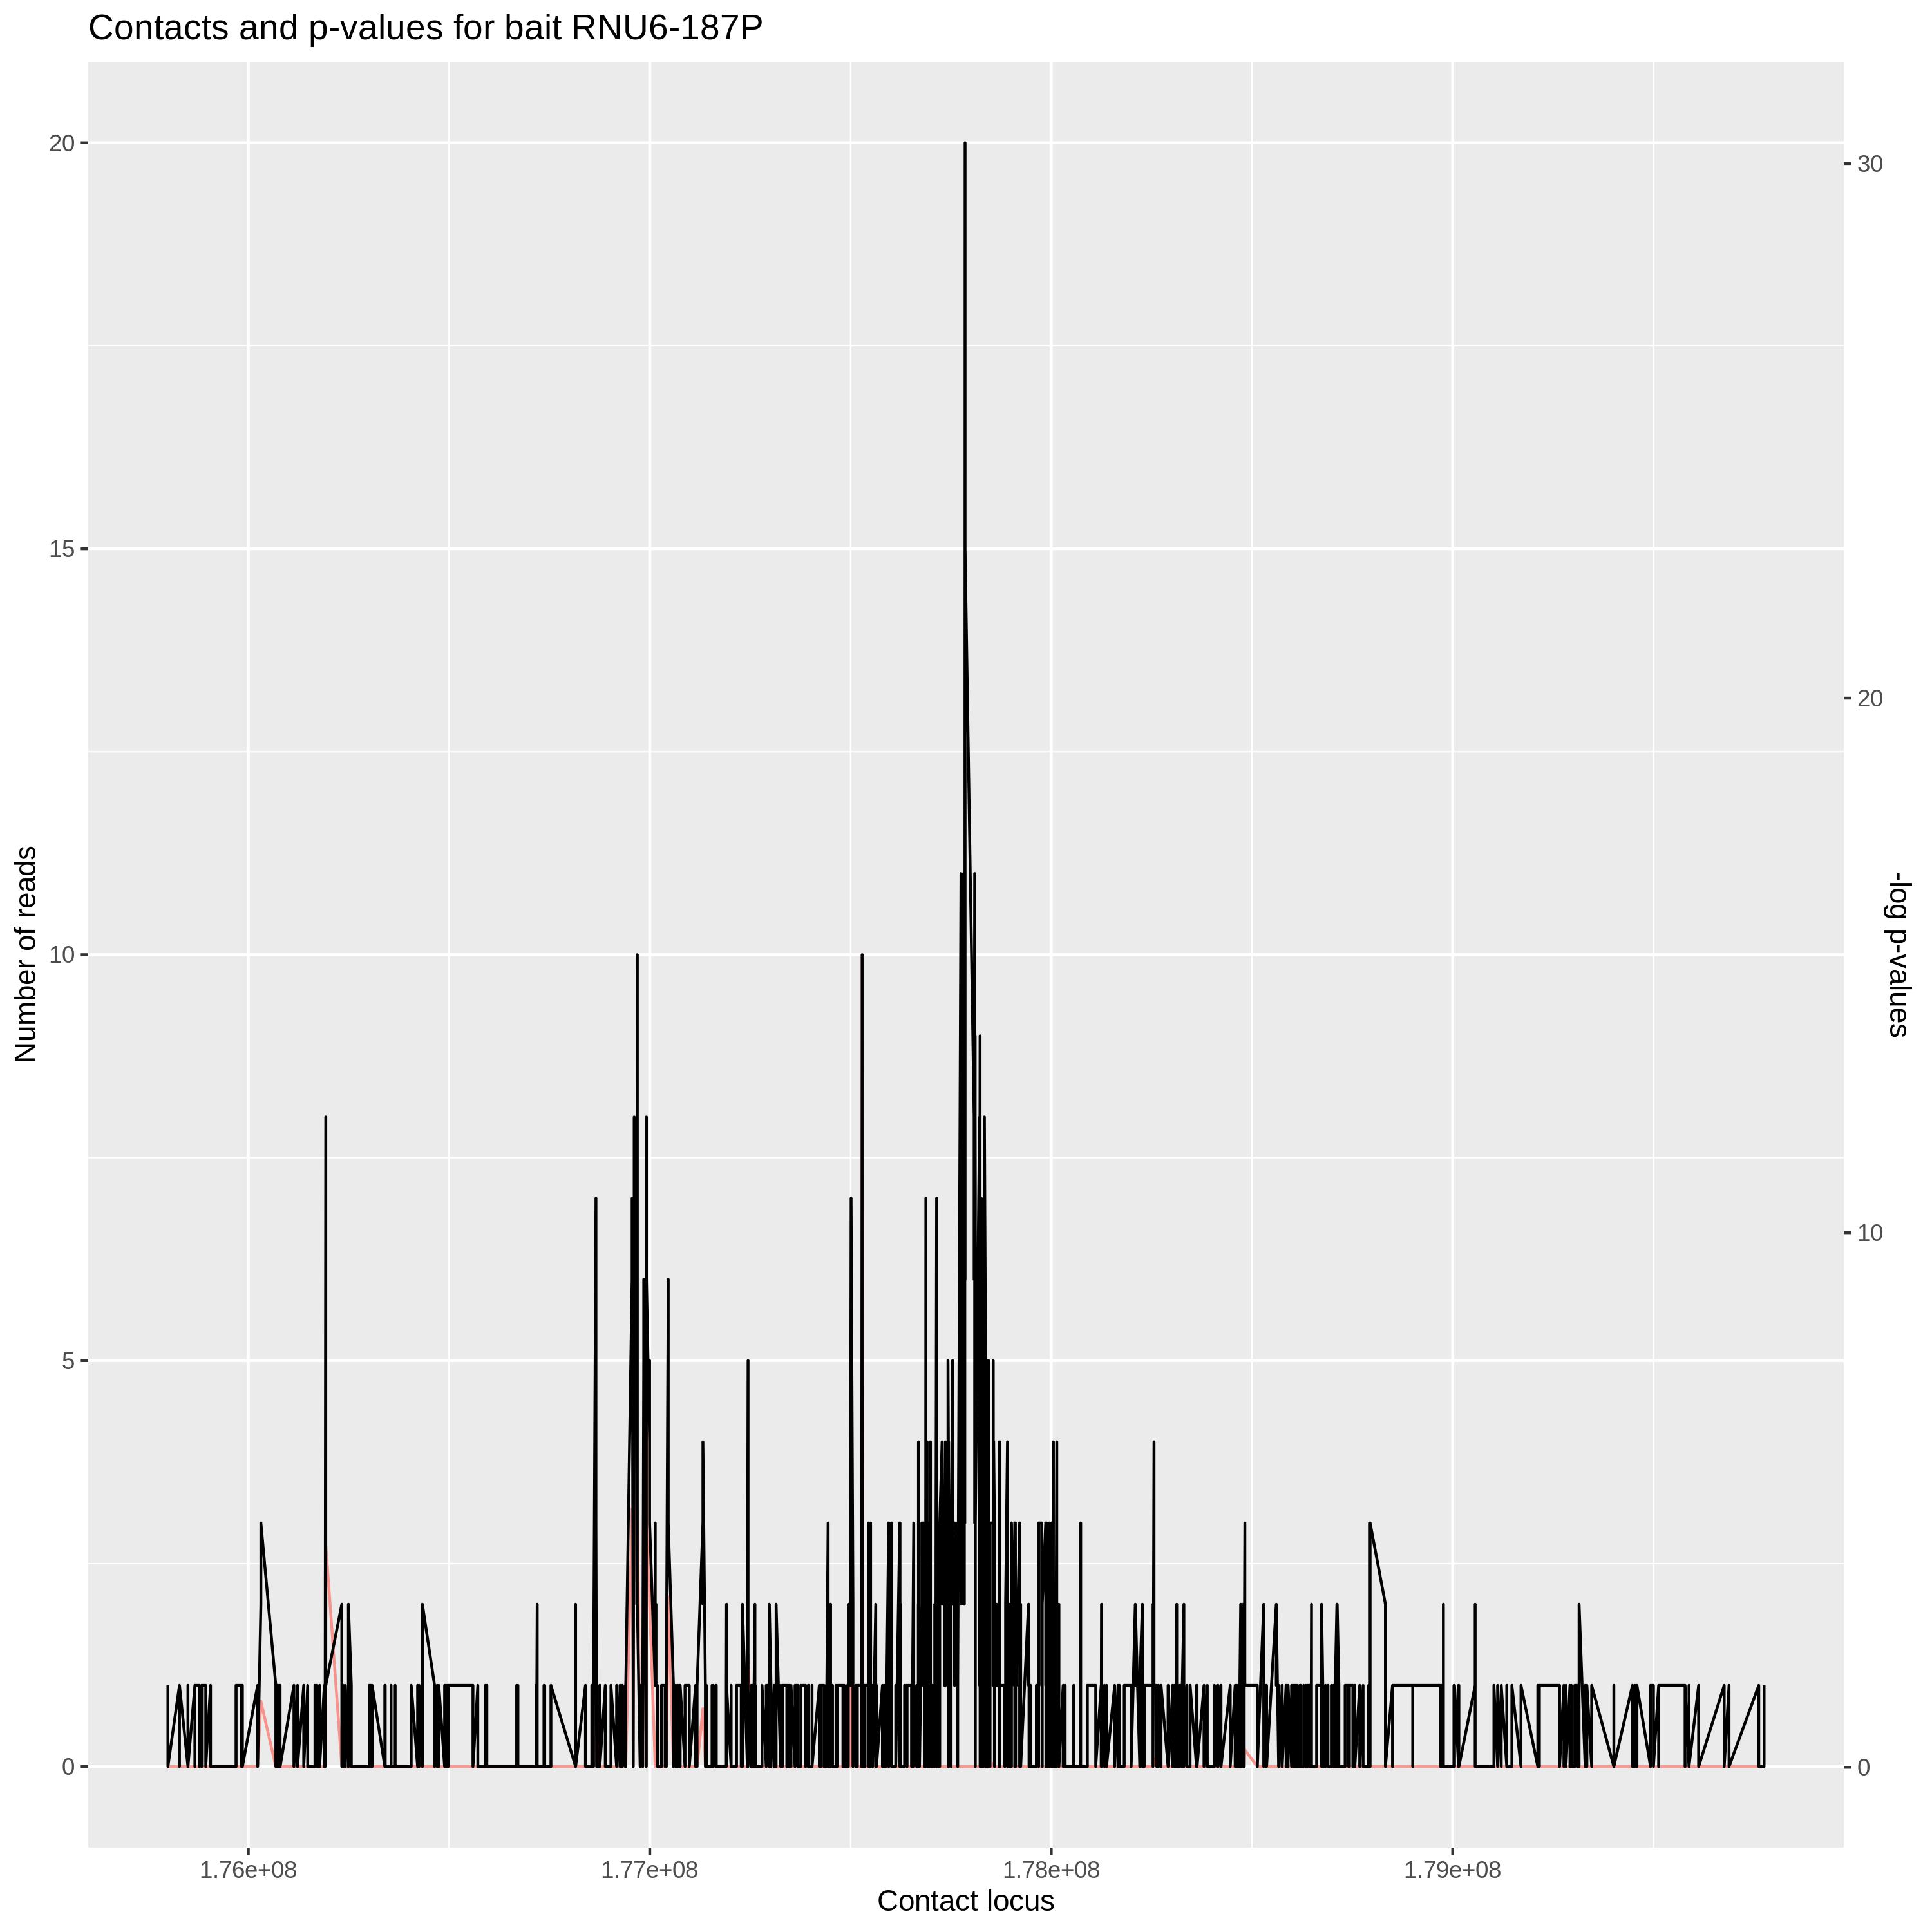 Contacts and p-values for bait RNU6-187P
20
15
10
5
0
Number of reads
30
20
10
0
-log p-values
1.76e+08
1.77e+08
1.78e+08
1.79e+08
Contact locus